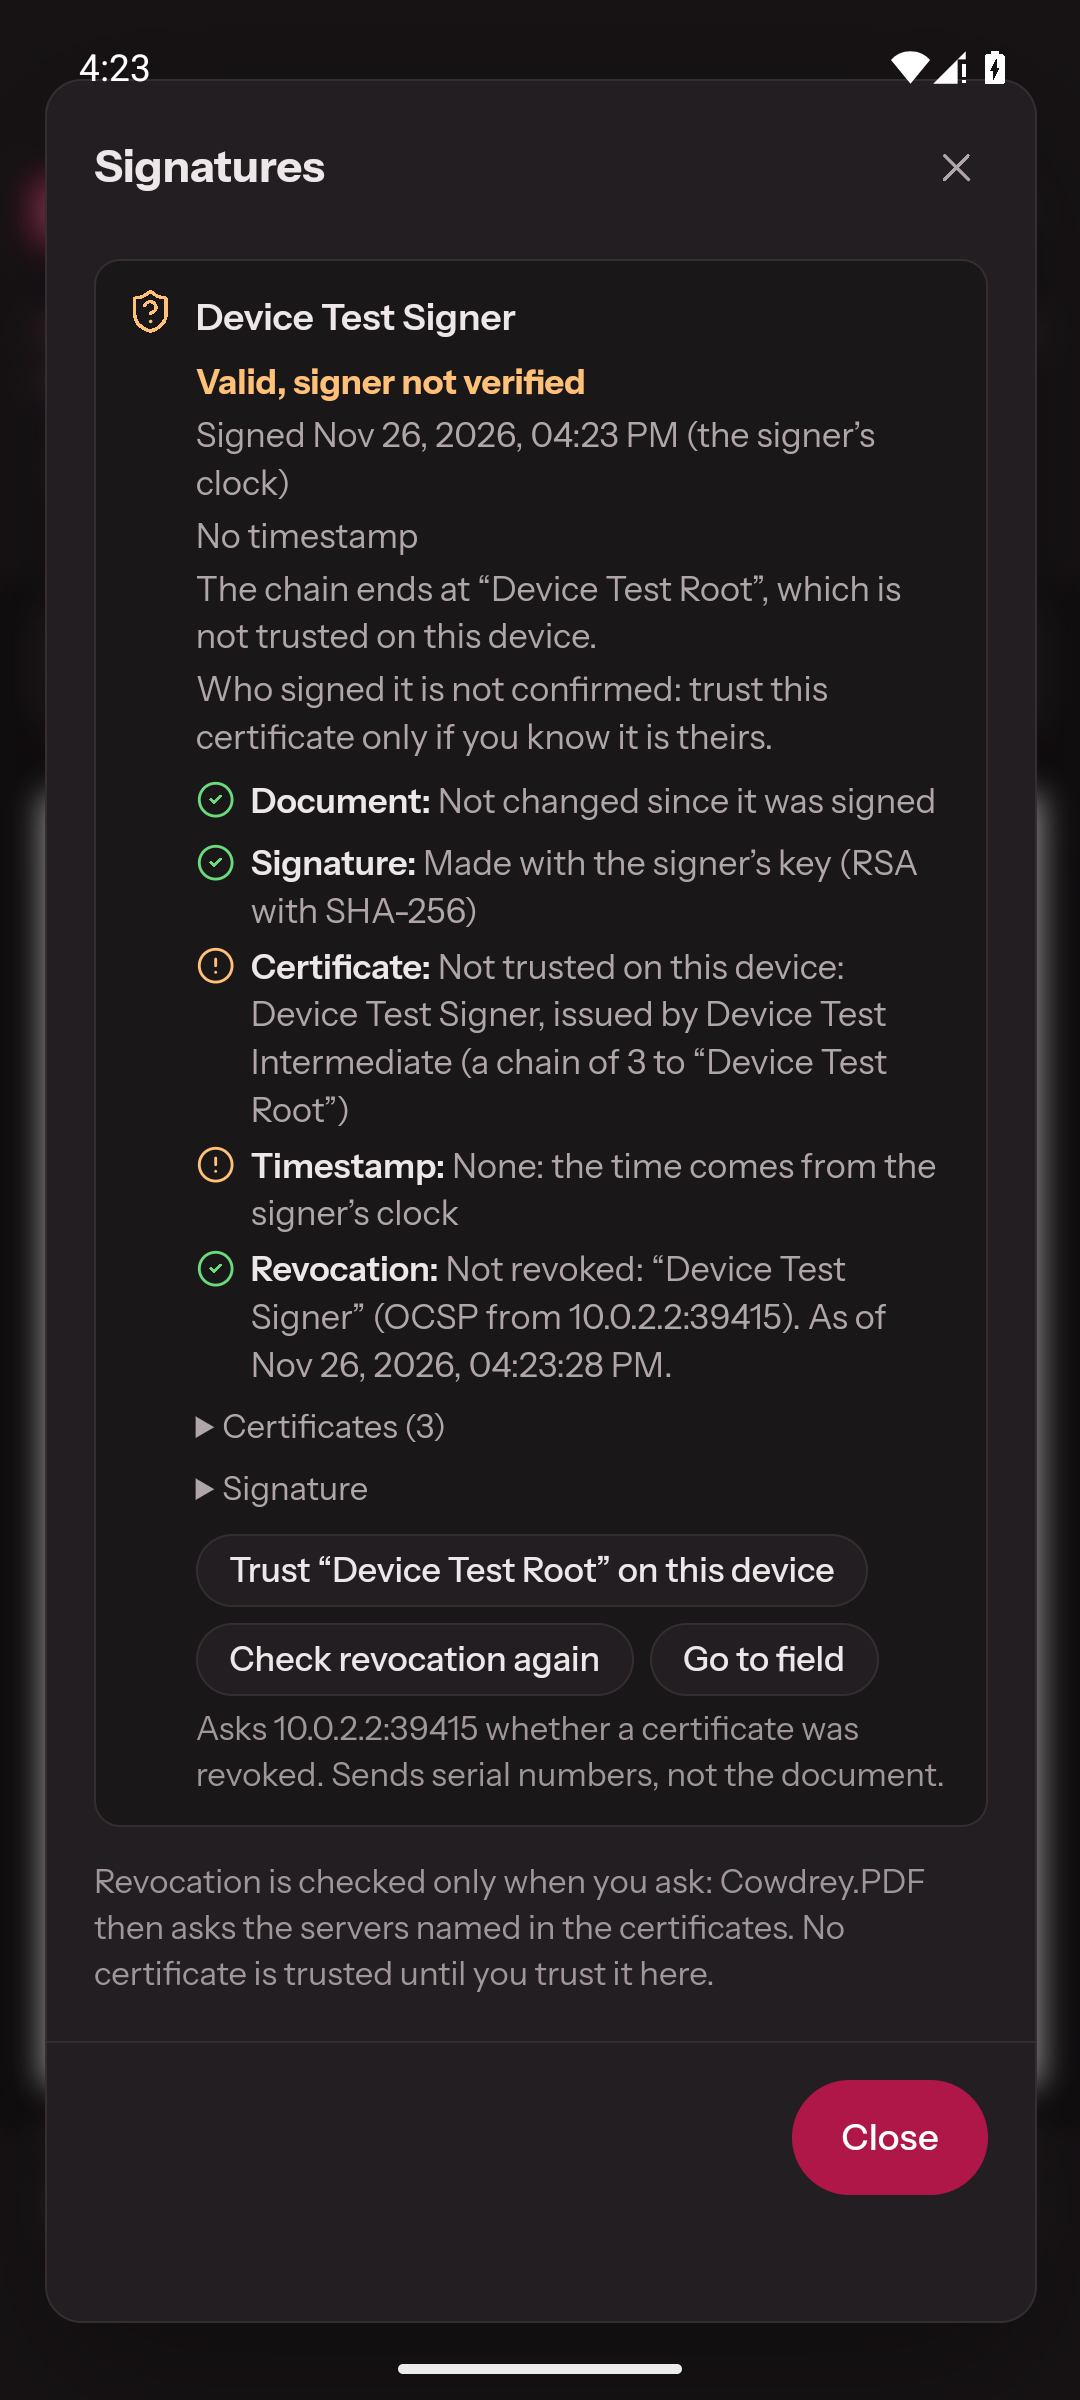 4:23
Signatures
Device Test Signer
Valid, signer not verified
Signed Nov 26, 2026, 04:23 PM (the signer’s
clock)
No timestamp
The chain ends at “Device Test Root”, which is
not trusted on this device.
Who signed it is not confirmed: trust this
certificate only if you know it is theirs.
Document: Not changed since it was signed
Signature: Made with the signer’s key (RSA
with SHA-256)
Certificate: Not trusted on this device:
Device Test Signer, issued by Device Test
Intermediate (a chain of 3 to “Device Test
Root”)
Timestamp: None: the time comes from the
signer’s clock
Revocation: Not revoked: “Device Test
Signer” (OCSP from 10.0.2.2:39415). As of
Nov 26, 2026, 04:23:28 PM.
Certificates (3)
Signature
Trust “Device Test Root” on this device
Check revocation again
Go to field
Asks 10.0.2.2:39415 whether a certificate was
revoked. Sends serial numbers, not the document.
Revocation is checked only when you ask: Cowdrey.PDF
then asks the servers named in the certificates. No
certificate is trusted until you trust it here.
Close